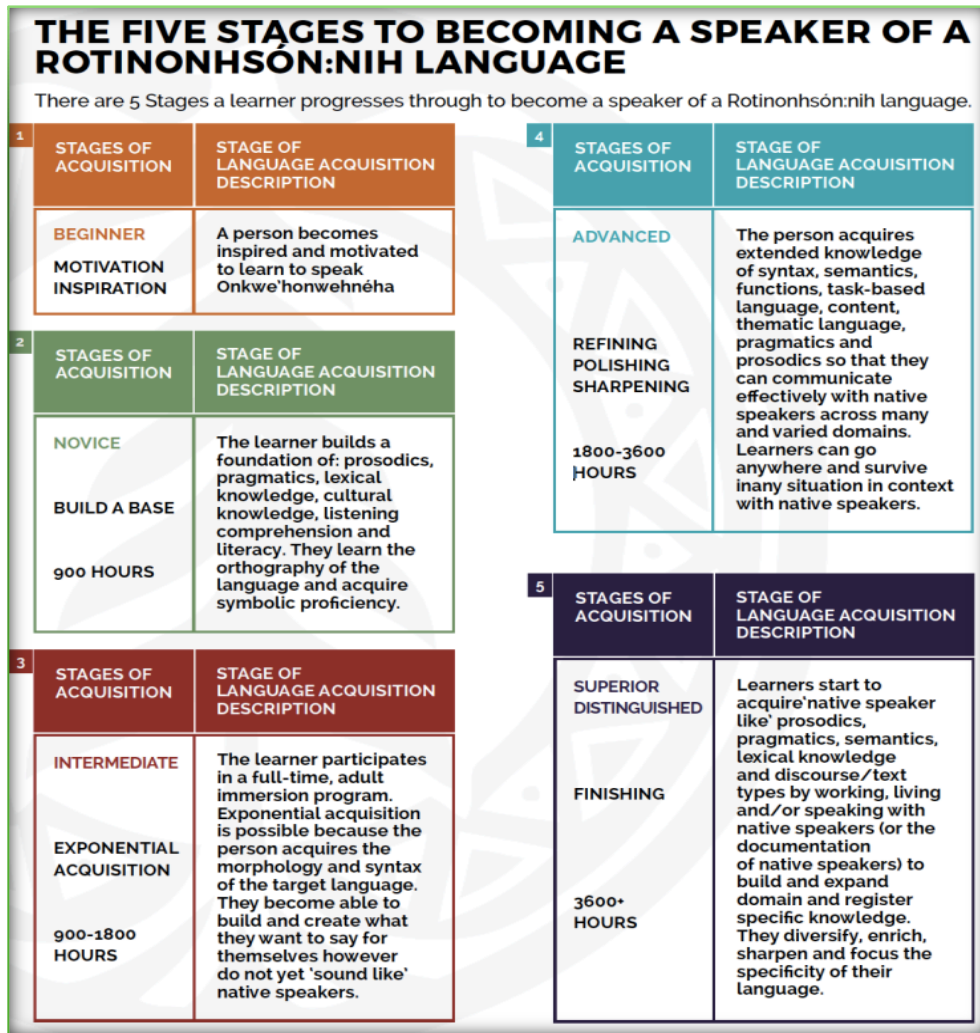 THE FIVE STAGES TO BECOMING A SPEAKER OF A
ROTINONHSÓN:NIH LANGUAGE
There are 5 Stages a learner progresses through to become a speaker of a Rotinonhsón:nih language.
1
STAGES OF
ACQUISITION
STAGE OF
LANGUAGE ACQUISITION
DESCRIPTION
BEGINNER
MOTIVATION
INSPIRATION
A person becomes
inspired and motivated
to learn to speak
Onkwe'honwehnéha
2
STAGES OF
ACQUISITION
STAGE OF
LANGUAGE ACQUISITION
DESCRIPTION
NOVICE
BUILD A BASE
900 HOURS
The learner builds a
foundation of: prosodics,
pragmatics, lexical
knowledge, cultural
knowledge, listening
comprehension and
literacy. They learn the
orthography of the
language and acquire
symbolic proficiency.
3
STAGES OF
ACQUISITION
STAGE OF
LANGUAGE ACQUISITION
DESCRIPTION
INTERMEDIATE
EXPONENTIAL
ACQUISITION
900-1800
HOURS
The learner participates
in a full-time, adult
immersion program.
Exponential acquisition
is possible because the
person acquires the
morphology and syntax
of the target language.
They become able to
build and create what
they want to say for
themselves however
do not yet 'sound like'
native speakers.
4
STAGES OF
ACQUISITION
STAGE OF
LANGUAGE ACQUISITION
DESCRIPTION
ADVANCED
REFINING
POLISHING
SHARPENING
1800-3600
HOURS
The person acquires
extended knowledge
of syntax, semantics,
functions, task-based
language, content,
thematic language,
pragmatics and
prosodics so that they
can communicate
effectively with native
speakers across many
and varied domains.
Learners can go
anywhere and survive
inany situation in context
with native speakers.
5
STAGES OF
ACQUISITION
STAGE OF
LANGUAGE ACQUISITION
DESCRIPTION
SUPERIOR
DISTINGUISHED
FINISHING
3600+
HOURS
Learners start to
acquire'native speaker
like' prosodics,
pragmatics, semantics,
lexical knowledge
and discourse/text
types by working, living
and/or speaking with
native speakers (or the
documentation
of native speakers) to
build and expand
domain and register
specific knowledge.
They diversify, enrich,
sharpen and focus the
specificity of their
language.